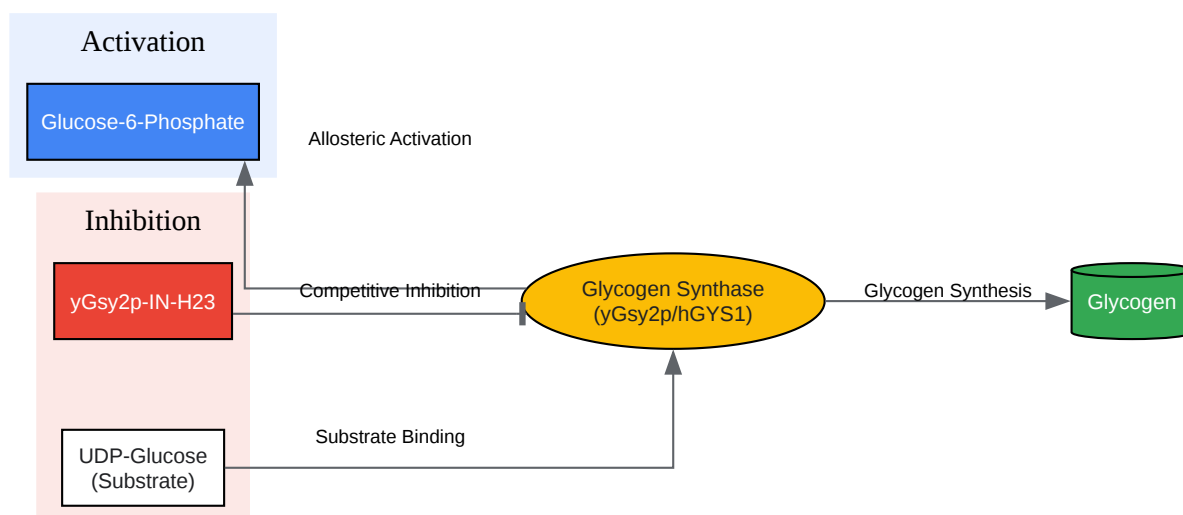 Activation
Glucose-6-Phosphate
Allosteric Activation
Inhibition
yGsy2p-IN-H23
Competitive Inhibition
Glycogen Synthase
(yGsy2p/hGYS1)
Glycogen Synthesis
Glycogen
Substrate Binding
UDP-Glucose
(Substrate)